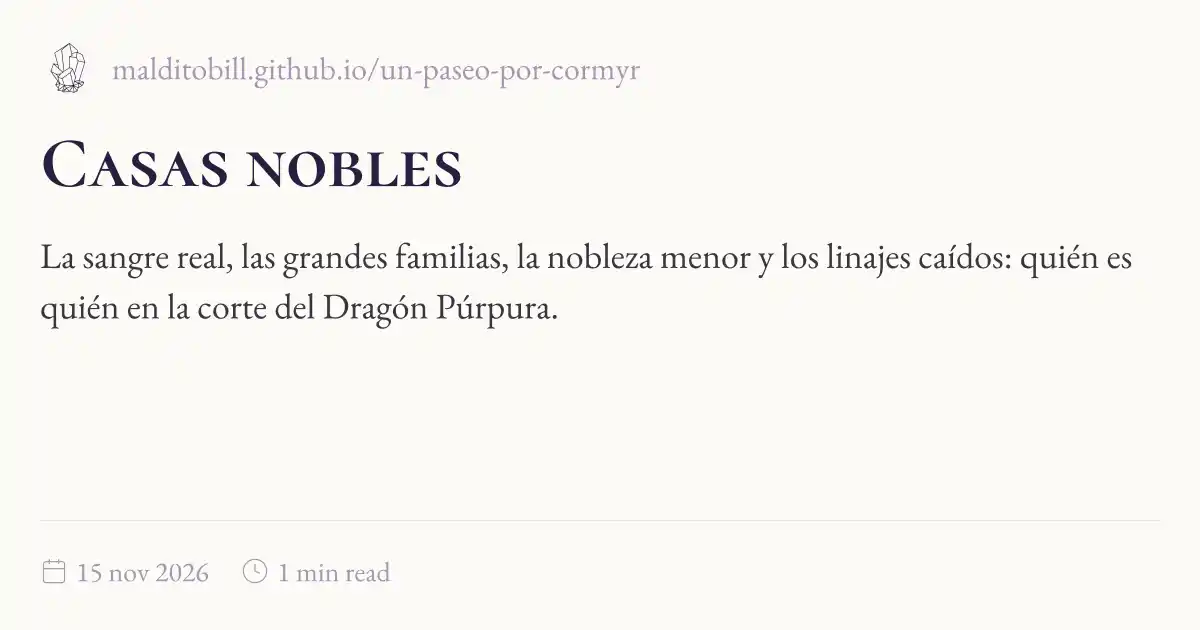 malditobill.github.io/un-paseo-por-cormyr
Casas nobles
La sangre real, las grandes familias, la nobleza menor y los linajes caídos: quién es
quién en la corte del Dragón Púrpura.
15 nov 2026 1 min read